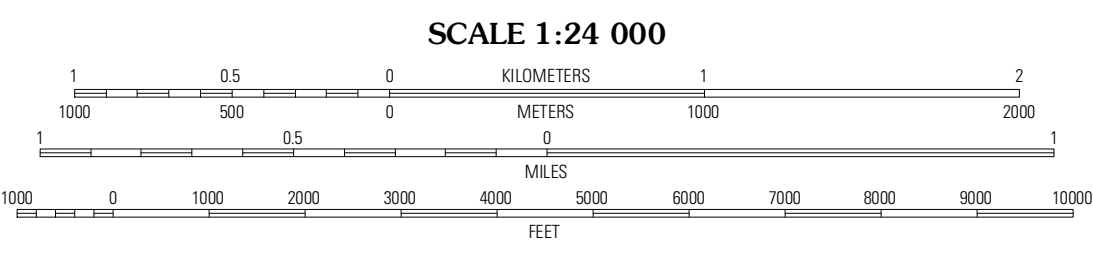 SCALE 1:24 000
1 0.5 0 KILOMETERS 1 2
1000 500 0 METERS 1000 2000
1 0.5 0 1
MILES
1000 0 1000 2000 3000 4000 5000 6000 7000 8000 9000 10000
FEET